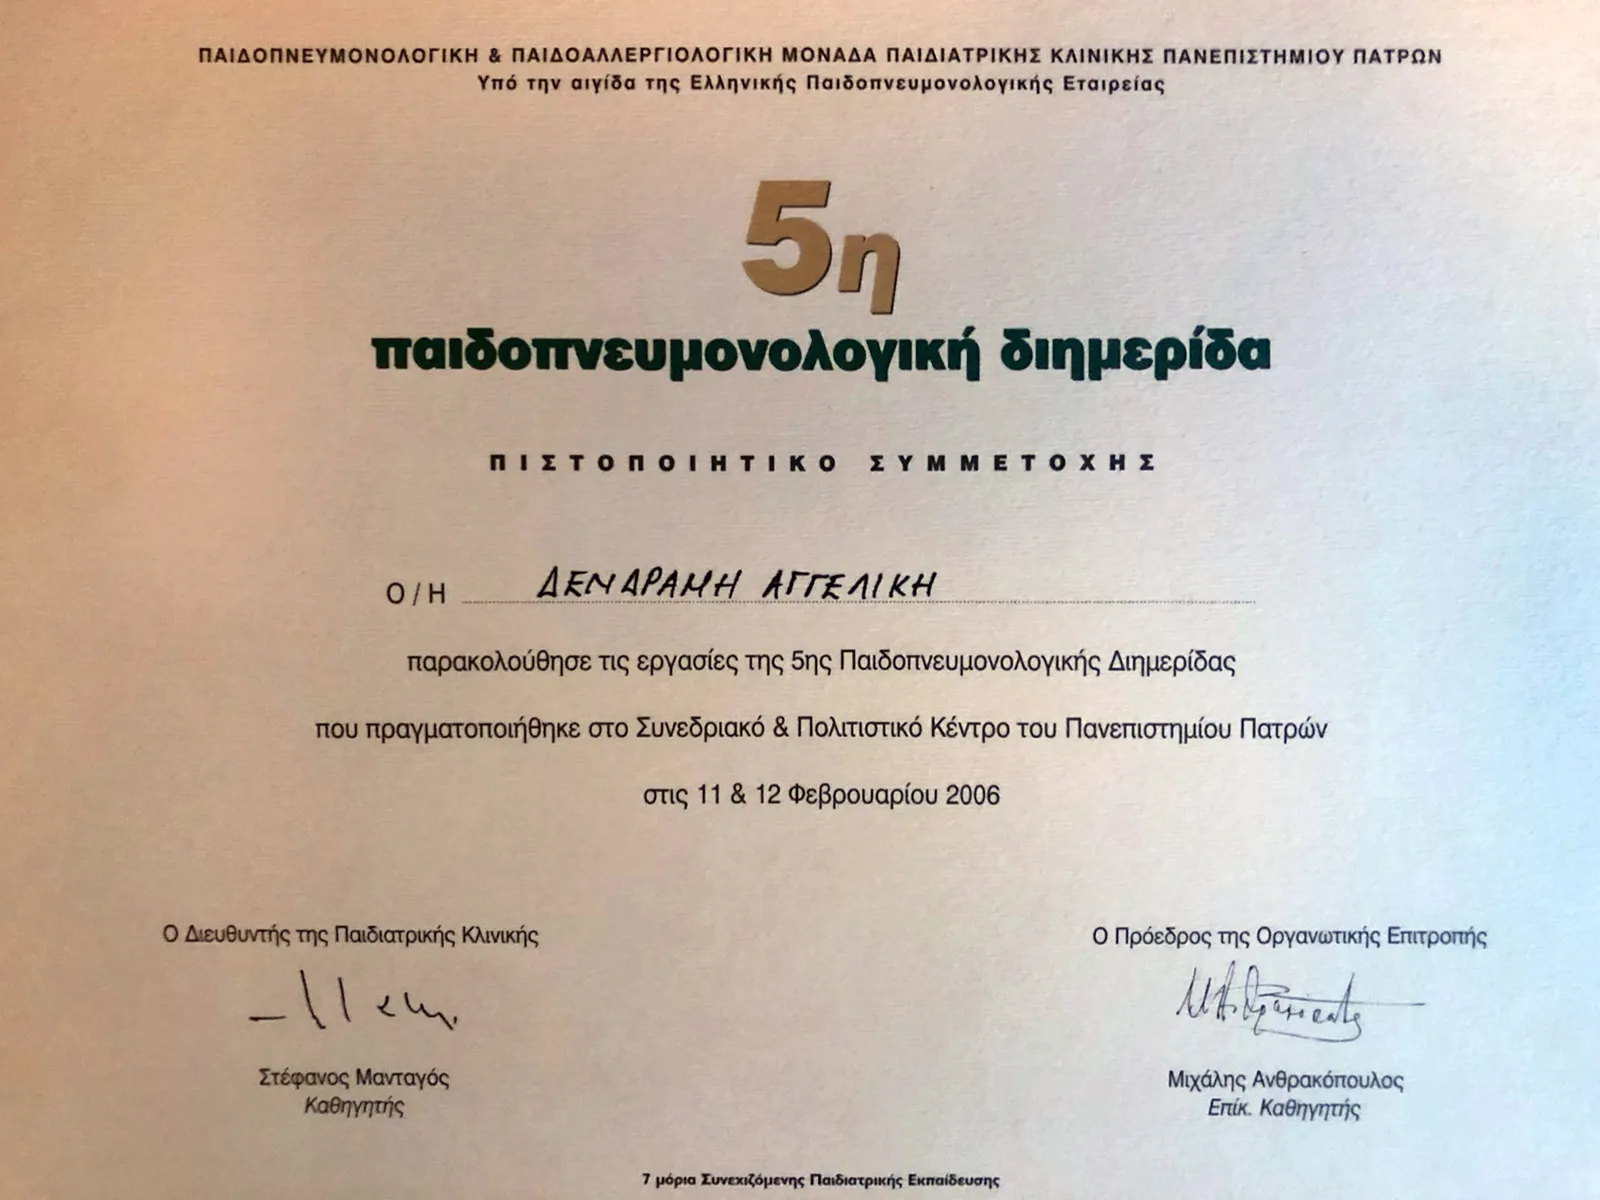 ΠΑΙΔΟΠΝΕΥΜΟΝΟΛΟΓΙΚΗ & ΠΑΙΔΟΑΛΛΕΡΓΙΟΛΟΓΙΚΗ ΜΟΝΑΔΑ ΠΑΙΔΙΑΤΡΙΚΗΣ ΚΛΙΝΙΚΗΣ ΠΑΝΕΠΙΣΤΗΜΙΟΥ ΠΑΤΡΩΝ
Υπό την αιγίδα της Ελληνικής Παιδοπνευμονολογικής Εταιρείας
5η
παιδοπνευμονολογική διημερίδα
ΠΙΣΤΟΠΟΙΗΤΙΚΟ ΣΥΜΜΕΤΟΧΗΣ
Ο / Η ΔΕΝΔΡΑΜΗ ΑΓΓΕΛΙΚΗ
παρακολούθησε τις εργασίες της 5ης Παιδοπνευμονολογικής Διημερίδας
που πραγματοποιήθηκε στο Συνεδριακό & Πολιτιστικό Κέντρο του Πανεπιστημίου Πατρών
στις 11 & 12 Φεβρουαρίου 2006
Ο Διευθυντής της Παιδιατρικής Κλινικής
Στέφανος Μανταγός
Καθηγητής
Ο Πρόεδρος της Οργανωτικής Επιτροπής
Μιχάλης Ανθρακόπουλος
Επίκ. Καθηγητής
7 μόρια Συνεχιζόμενης Παιδιατρικής Εκπαίδευσης